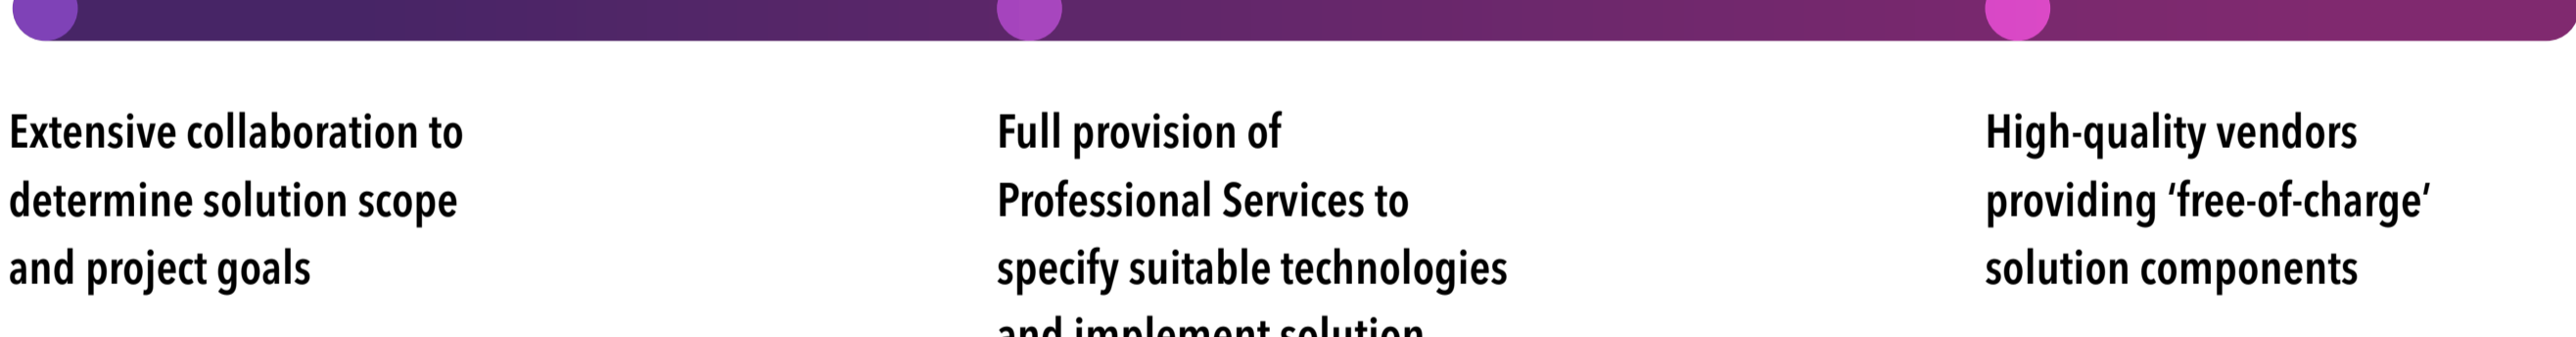 Extensive collaboration to
determine solution scope
and project goals
Full provision of
Professional Services to
specify suitable technologies
and implement solution
High-quality vendors
providing ‘free-of-charge’
solution components